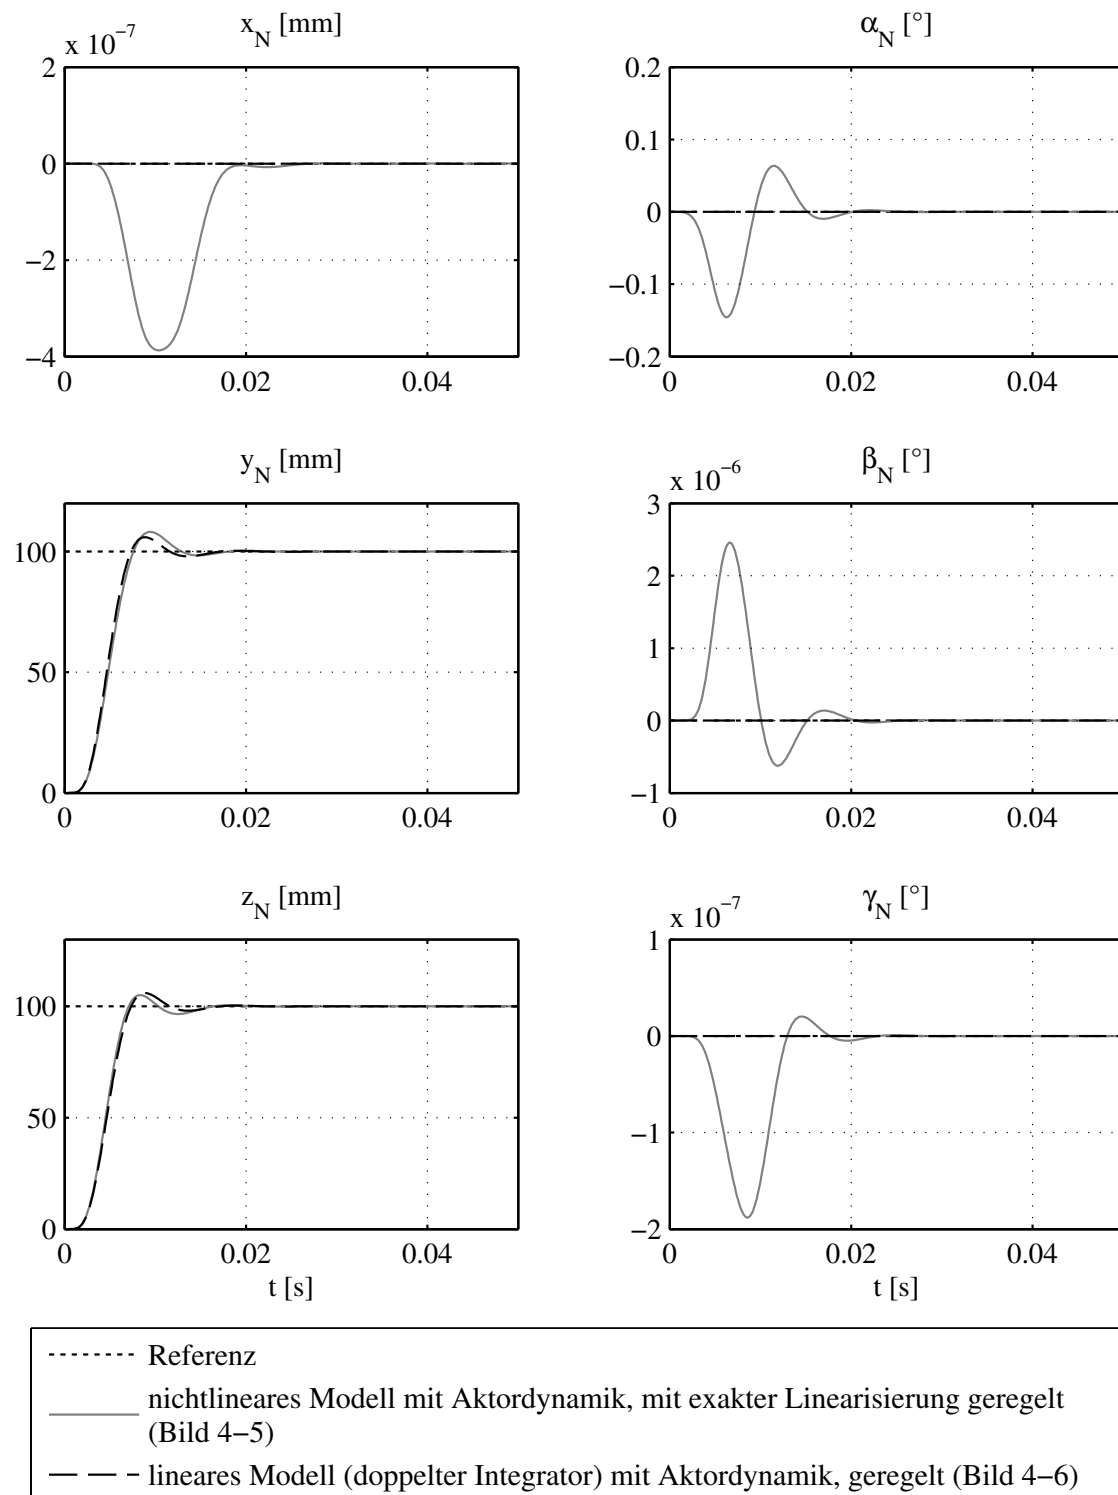 x_N [mm]
x 10^−7
2
0
−2
−4
0 0.02 0.04
α_N [°]
0.2
0.1
0
−0.1
−0.2
0 0.02 0.04
y_N [mm]
100
50
0
0 0.02 0.04
β_N [°]
x 10^−6
3
2
1
0
−1
0 0.02 0.04
z_N [mm]
100
50
0
0 0.02 0.04
t [s]
γ_N [°]
x 10^−7
1
0
−1
−2
0 0.02 0.04
t [s]
Referenz
nichtlineares Modell mit Aktordynamik, mit exakter Linearisierung geregelt
(Bild 4−5)
lineares Modell (doppelter Integrator) mit Aktordynamik, geregelt (Bild 4−6)